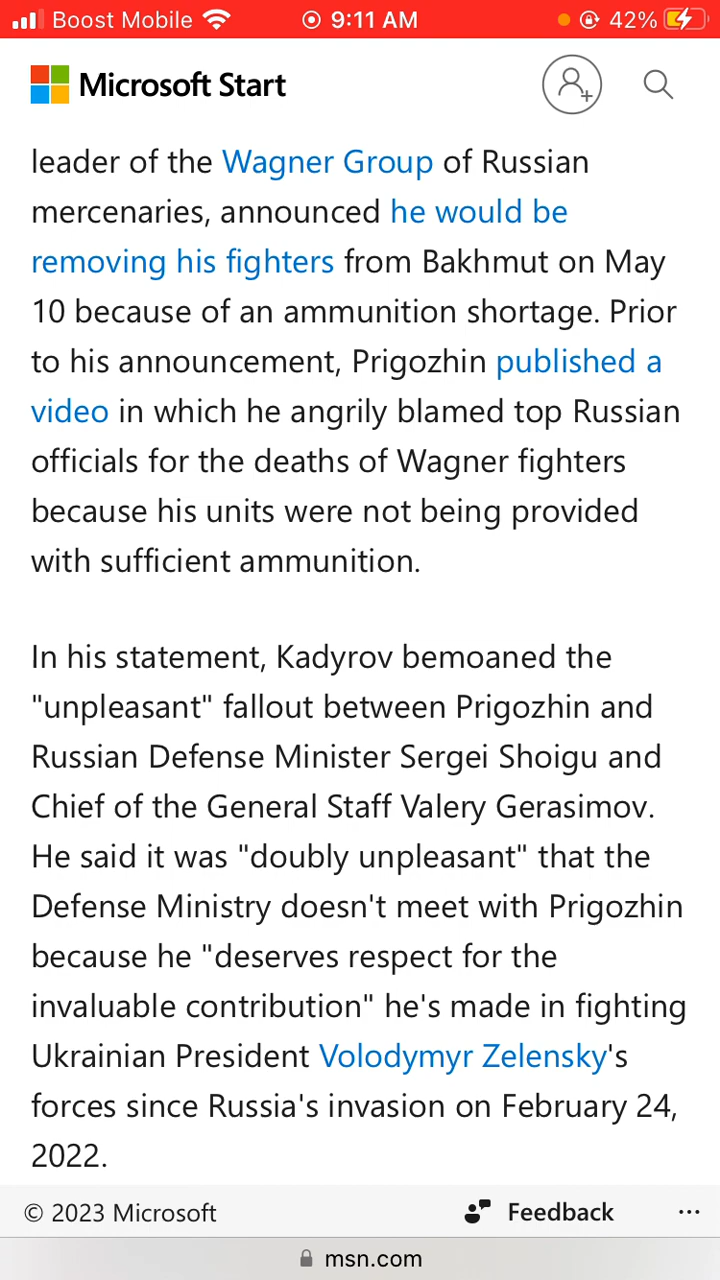 Boost Mobile 9:11 AM 42%
Microsoft Start
leader of the Wagner Group of Russian
mercenaries, announced he would be
removing his fighters from Bakhmut on May
10 because of an ammunition shortage. Prior
to his announcement, Prigozhin published a
video in which he angrily blamed top Russian
officials for the deaths of Wagner fighters
because his units were not being provided
with sufficient ammunition.
In his statement, Kadyrov bemoaned the
"unpleasant" fallout between Prigozhin and
Russian Defense Minister Sergei Shoigu and
Chief of the General Staff Valery Gerasimov.
He said it was "doubly unpleasant" that the
Defense Ministry doesn't meet with Prigozhin
because he "deserves respect for the
invaluable contribution" he's made in fighting
Ukrainian President Volodymyr Zelensky's
forces since Russia's invasion on February 24,
2022.
© 2023 Microsoft Feedback ...
msn.com